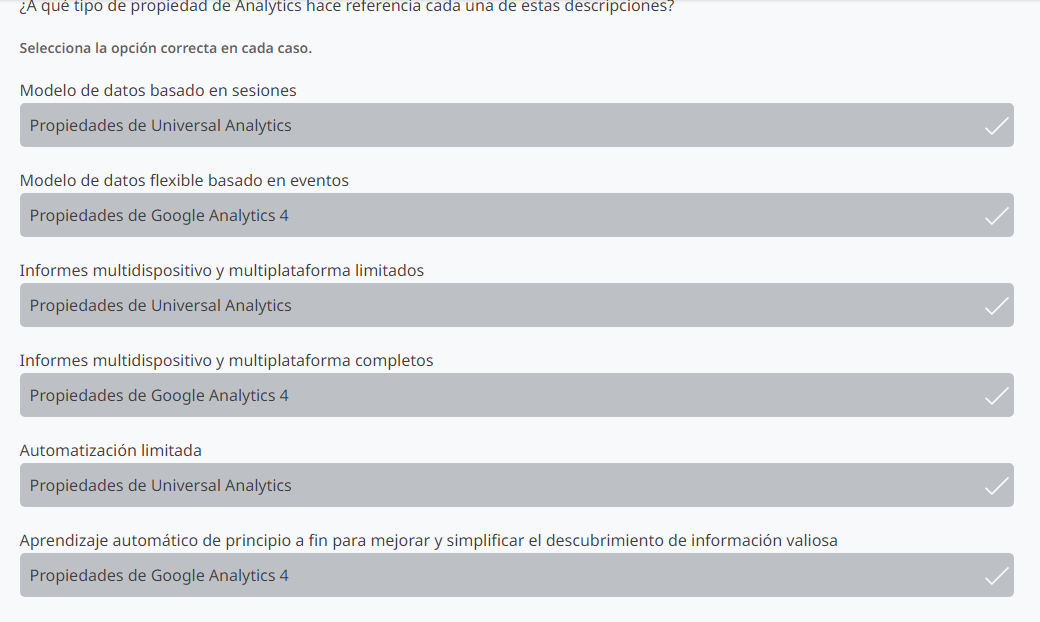 ¿A qué tipo de propiedad de Analytics hace referencia cada una de estas descripciones?
Selecciona la opción correcta en cada caso.
Modelo de datos basado en sesiones
Propiedades de Universal Analytics
Modelo de datos flexible basado en eventos
Propiedades de Google Analytics 4
Informes multidispositivo y multiplataforma limitados
Propiedades de Universal Analytics
Informes multidispositivo y multiplataforma completos
Propiedades de Google Analytics 4
Automatización limitada
Propiedades de Universal Analytics
Aprendizaje automático de principio a fin para mejorar y simplificar el descubrimiento de información valiosa
Propiedades de Google Analytics 4